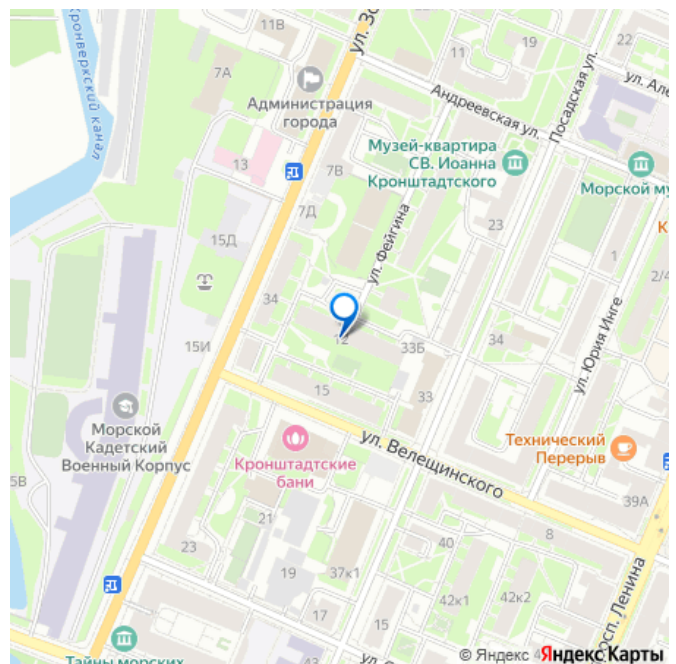 Кронверкский канал
11В
ул. Зо
11
19
22
7А
Администрация
города
Андреевская ул.
Посадская ул.
ул. Але
Музей-квартира
СВ. Иоанна
Кронштадтского
Морской му
13
7В
7Д
ул. Фейгина
23
К
15Д
1
2/4
34
12
33Б
34
ул. Юрия Инге
15И
15
33
Морской
Кадетский
Военный Корпус
ул. Велещинского
Технический
Перерыв
5В
Кронштадтские
бани
39А
21
23
40
8
19
37к1
42к1
42к2
17
15
просп. Ленина
Тайны морских
ул. С
© Яндекс
Яндекс Карты